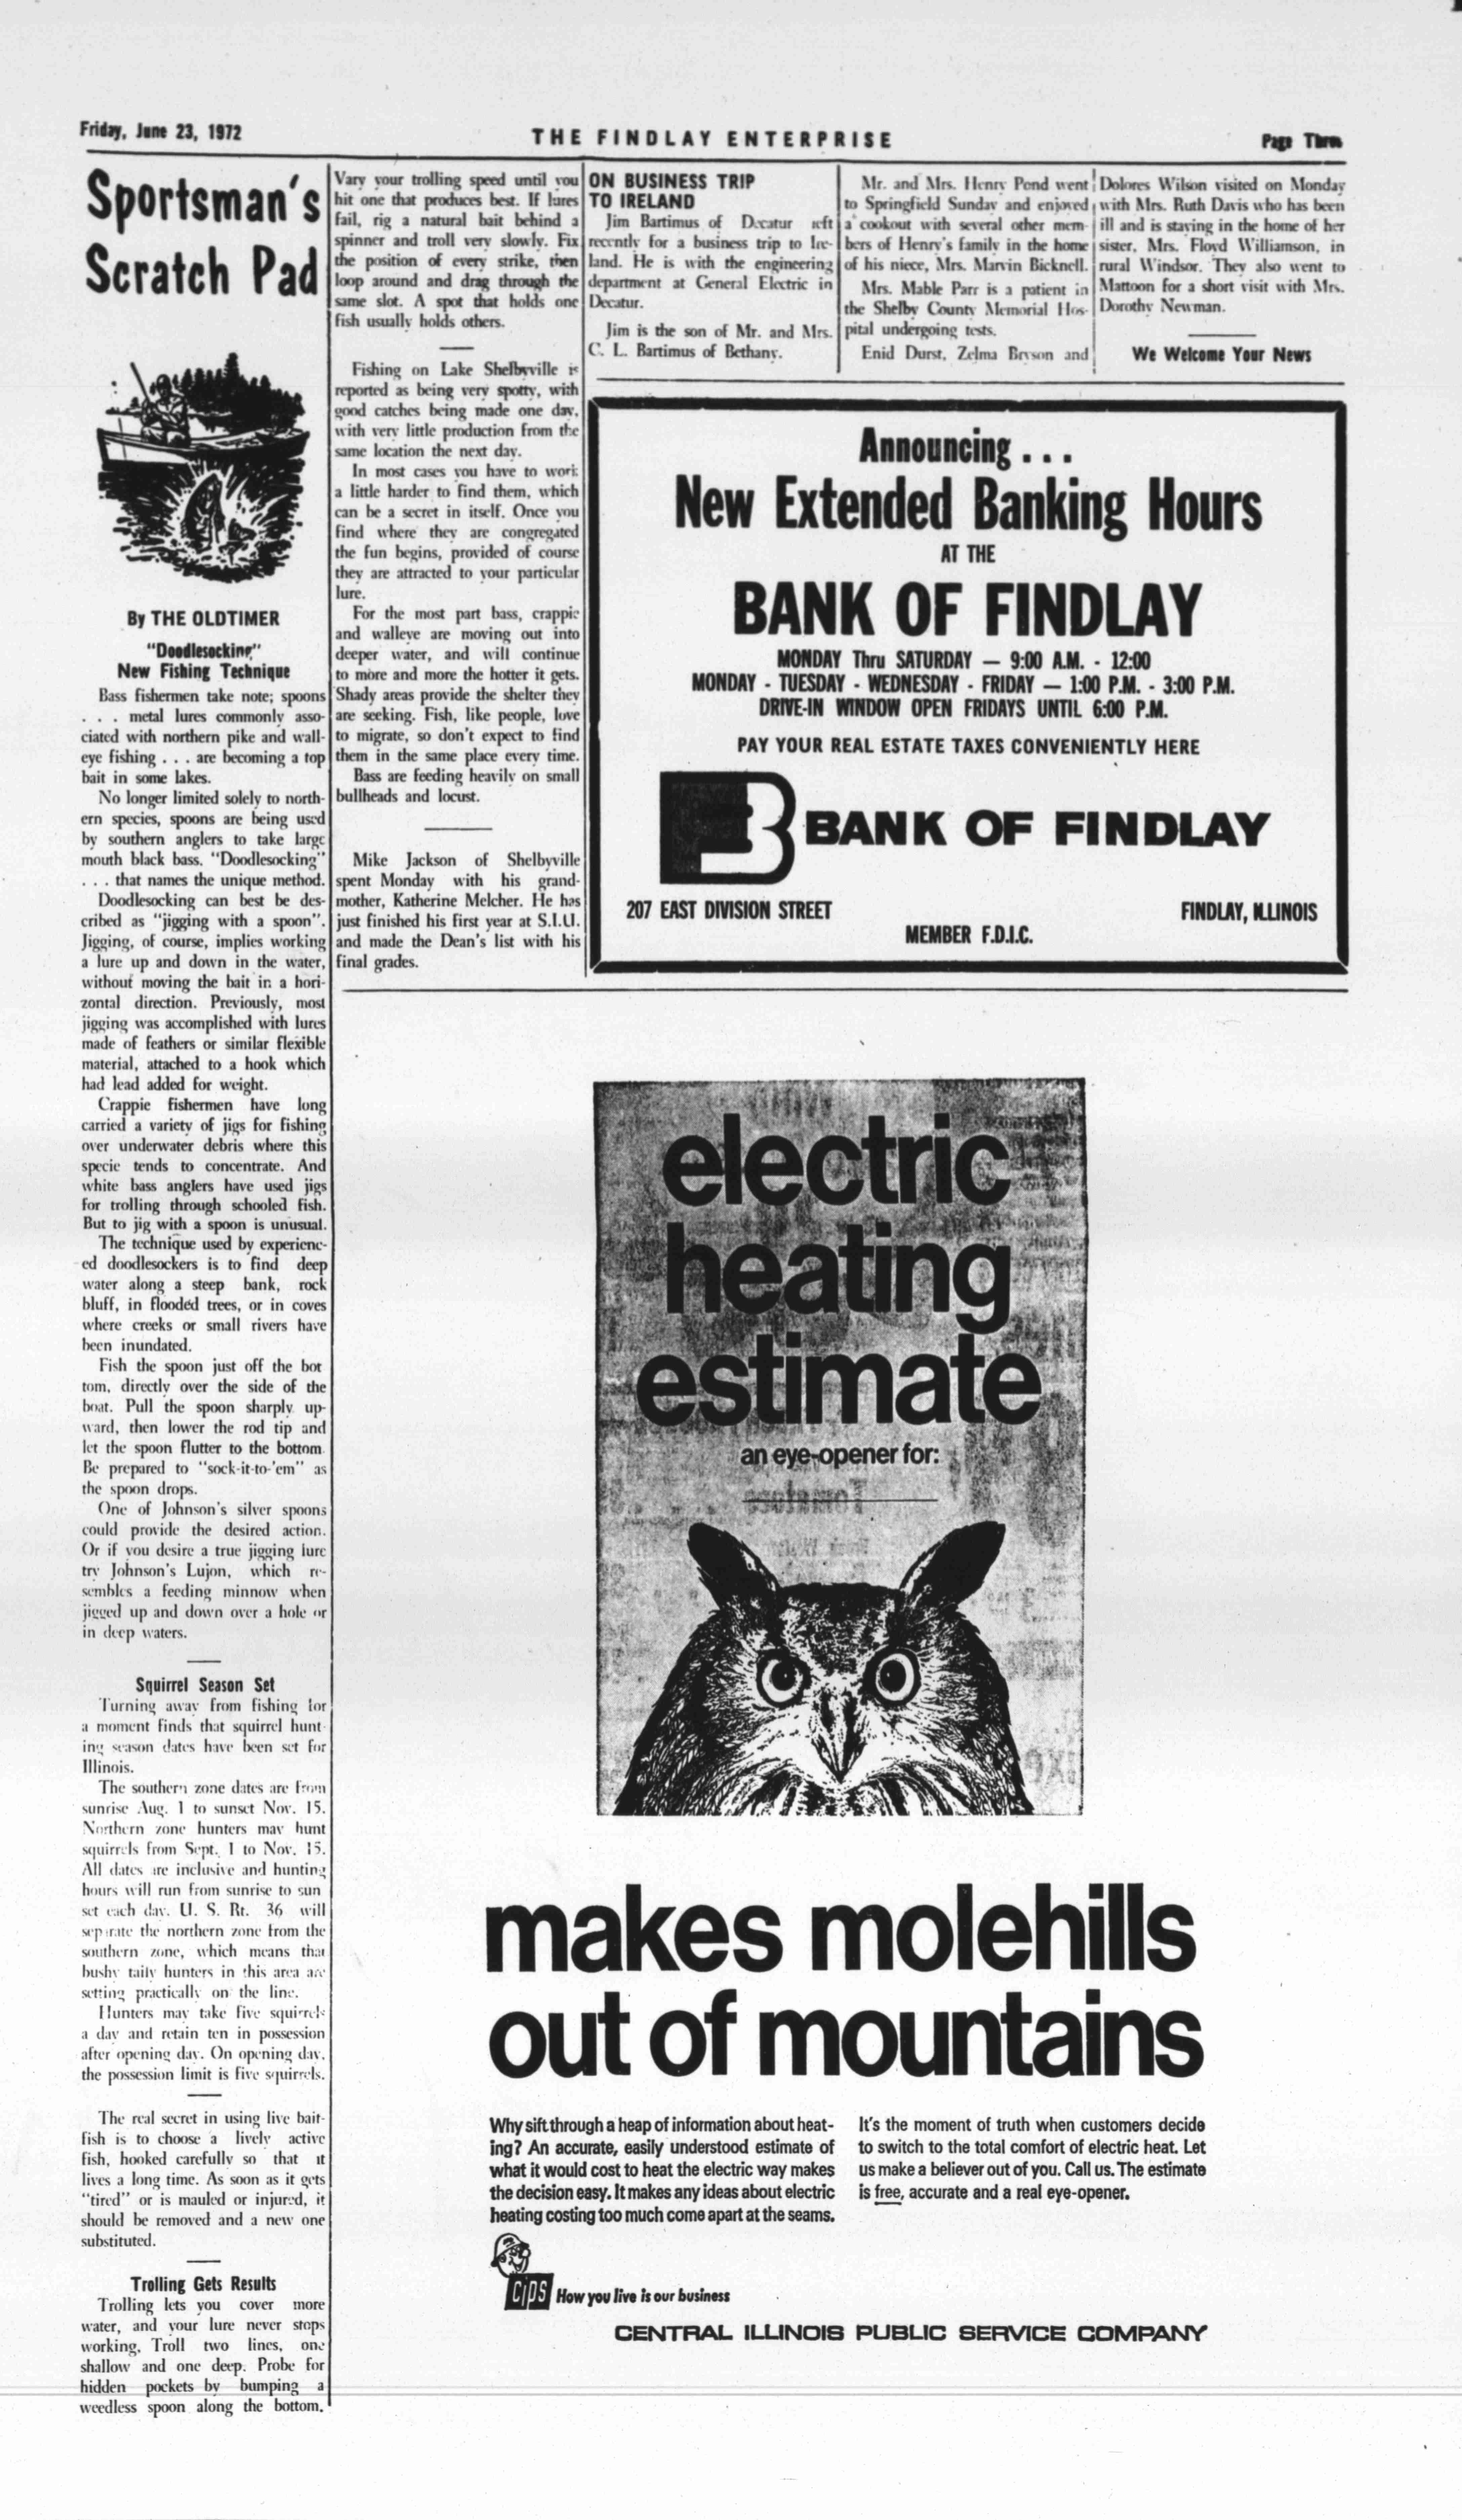 Friday, June 23, 1972
THE FINDLAY ENTERPRISE
Page Three
Sportsman's
Scratch Pad
By THE OLDTIMER
"Doodlesocking"
New Fishing Technique
Bass fishermen take note; spoons
. . . metal lures commonly asso-
ciated with northern pike and wall-
eye fishing . . . are becoming a top
bait in some lakes.
No longer limited solely to north-
ern species, spoons are being used
by southern anglers to take large
mouth black bass. "Doodlesocking"
. . . that names the unique method.
Doodlesocking can best be des-
cribed as "jigging with a spoon".
Jigging, of course, implies working
a lure up and down in the water,
without moving the bait in a hori-
zontal direction. Previously, most
jigging was accomplished with lures
made of feathers or similar flexible
material, attached to a hook which
had lead added for weight.
Crappie fishermen have long
carried a variety of jigs for fishing
over underwater debris where this
specie tends to concentrate. And
white bass anglers have used jigs
for trolling through schooled fish.
But to jig with a spoon is unusual.
The technique used by experienc-
ed doodlesockers is to find deep
water along a steep bank, rock
bluff, in flooded trees, or in coves
where creeks or small rivers have
been inundated.
Fish the spoon just off the bot
tom, directly over the side of the
boat. Pull the spoon sharply up-
ward, then lower the rod tip and
let the spoon flutter to the bottom.
Be prepared to "sock-it-to-'em" as
the spoon drops.
One of Johnson's silver spoons
could provide the desired action.
Or if you desire a true jigging lure
try Johnson's Lujon, which re-
sembles a feeding minnow when
jigged up and down over a hole or
in deep waters.
Squirrel Season Set
Turning away from fishing for
a moment finds that squirrel hunt-
ing season dates have been set for
Illinois.
The southern zone dates are from
sunrise Aug. 1 to sunset Nov. 15.
Northern zone hunters may hunt
squirrels from Sept. 1 to Nov. 15.
All dates are inclusive and hunting
hours will run from sunrise to sun
set each day. U. S. Rt. 36 will
separate the northern zone from the
southern zone, which means that
bushy taily hunters in this area are
setting practically on the line.
Hunters may take five squirrels
a day and retain ten in possession
after opening day. On opening day,
the possession limit is five squirrels.
The real secret in using live bait-
fish is to choose a lively active
fish, hooked carefully so that it
lives a long time. As soon as it gets
"tired" or is mauled or injured, it
should be removed and a new one
substituted.
Trolling Gets Results
Trolling lets you cover more
water, and your lure never stops
working. Troll two lines, one
shallow and one deep. Probe for
hidden pockets by bumping a
weedless spoon along the bottom.
Vary your trolling speed until you
hit one that produces best. If lures
fail, rig a natural bait behind a
spinner and troll very slowly. Fix
the position of every strike, then
loop around and drag through the
same slot. A spot that holds one
fish usually holds others.
Fishing on Lake Shelbyville is
reported as being very spotty, with
good catches being made one day,
with very little production from the
same location the next day.
In most cases you have to work
a little harder to find them, which
can be a secret in itself. Once you
find where they are congregated
the fun begins, provided of course
they are attracted to your particular
lure.
For the most part bass, crappie
and walleye are moving out into
deeper water, and will continue
to more and more the hotter it gets.
Shady areas provide the shelter they
are seeking. Fish, like people, love
to migrate, so don't expect to find
them in the same place every time.
Bass are feeding heavily on small
bullheads and locust.
Mike Jackson of Shelbyville
spent Monday with his grand-
mother, Katherine Melcher. He has
just finished his first year at S.I.U.
and made the Dean's list with his
final grades.
ON BUSINESS TRIP
TO IRELAND
Jim Bartimus of Decatur left
recently for a business trip to Ire-
land. He is with the engineering
department at General Electric in
Decatur.
Jim is the son of Mr. and Mrs.
C. L. Bartimus of Bethany.
Mr. and Mrs. Henry Pond went
to Springfield Sunday and enjoyed
a cookout with several other mem-
bers of Henry's family in the home
of his niece, Mrs. Marvin Bicknell.
Mrs. Mable Parr is a patient in
the Shelby County Memorial Hos-
pital undergoing tests.
Enid Durst, Zelma Bryson and
Dolores Wilson visited on Monday
with Mrs. Ruth Davis who has been
ill and is staying in the home of her
sister, Mrs. Floyd Williamson, in
rural Windsor. They also went to
Mattoon for a short visit with Mrs.
Dorothy Newman.
We Welcome Your News
Announcing . . .
New Extended Banking Hours
AT THE
BANK OF FINDLAY
MONDAY Thru SATURDAY — 9:00 A.M. - 12:00
MONDAY - TUESDAY - WEDNESDAY - FRIDAY — 1:00 P.M. - 3:00 P.M.
DRIVE-IN WINDOW OPEN FRIDAYS UNTIL 6:00 P.M.
PAY YOUR REAL ESTATE TAXES CONVENIENTLY HERE
BANK OF FINDLAY
207 EAST DIVISION STREET
FINDLAY, ILLINOIS
MEMBER F.D.I.C.
electric
heating
estimate
an eye-opener for:
makes molehills
out of mountains
Why sift through a heap of information about heat-
ing? An accurate, easily understood estimate of
what it would cost to heat the electric way makes
the decision easy. It makes any ideas about electric
heating costing too much come apart at the seams.
It's the moment of truth when customers decide
to switch to the total comfort of electric heat. Let
us make a believer out of you. Call us. The estimate
is free, accurate and a real eye-opener.
CIPS How you live is our business
CENTRAL ILLINOIS PUBLIC SERVICE COMPANY